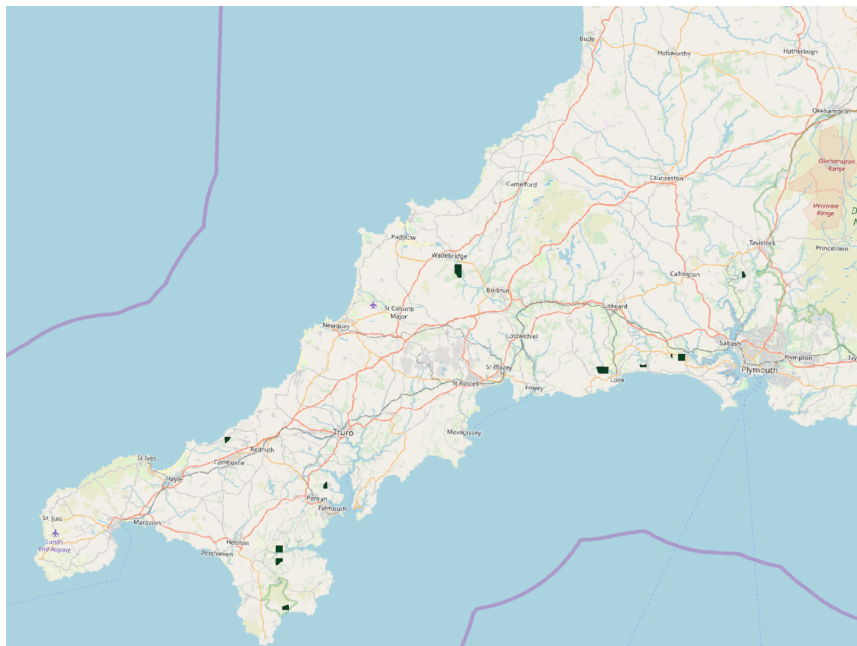 Bude
Holsworthy
Hatherleigh
Okehampton
Okehampton
Range
Merrivale
Range
Camelford
Launceston
Padstow
Wadebridge
Tavistock
Princetown
Callington
Bodmin
St Columb
Major
Liskeard
Newquay
Lostwithiel
Saltash
Plympton
Plymouth
St Blazey
St Austell
Fowey
Looe
Mevagissey
Truro
St Ives
Camborne
Redruth
Hayle
Penryn
Falmouth
St. Just
Marazion
Land's
End Airport
Helston
Porthleven